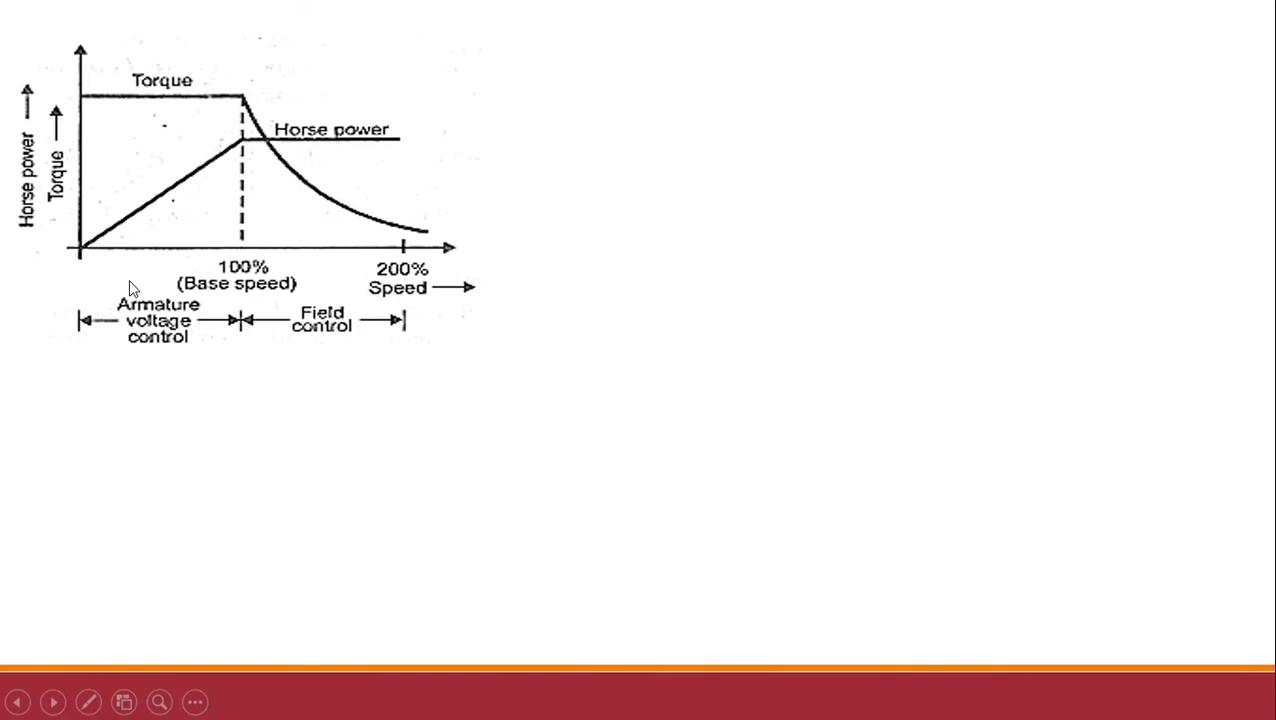 Torque
Horse power
Horse power
Torque
100%
(Base speed)
200%
Speed
Armature
voltage
control
Field
control